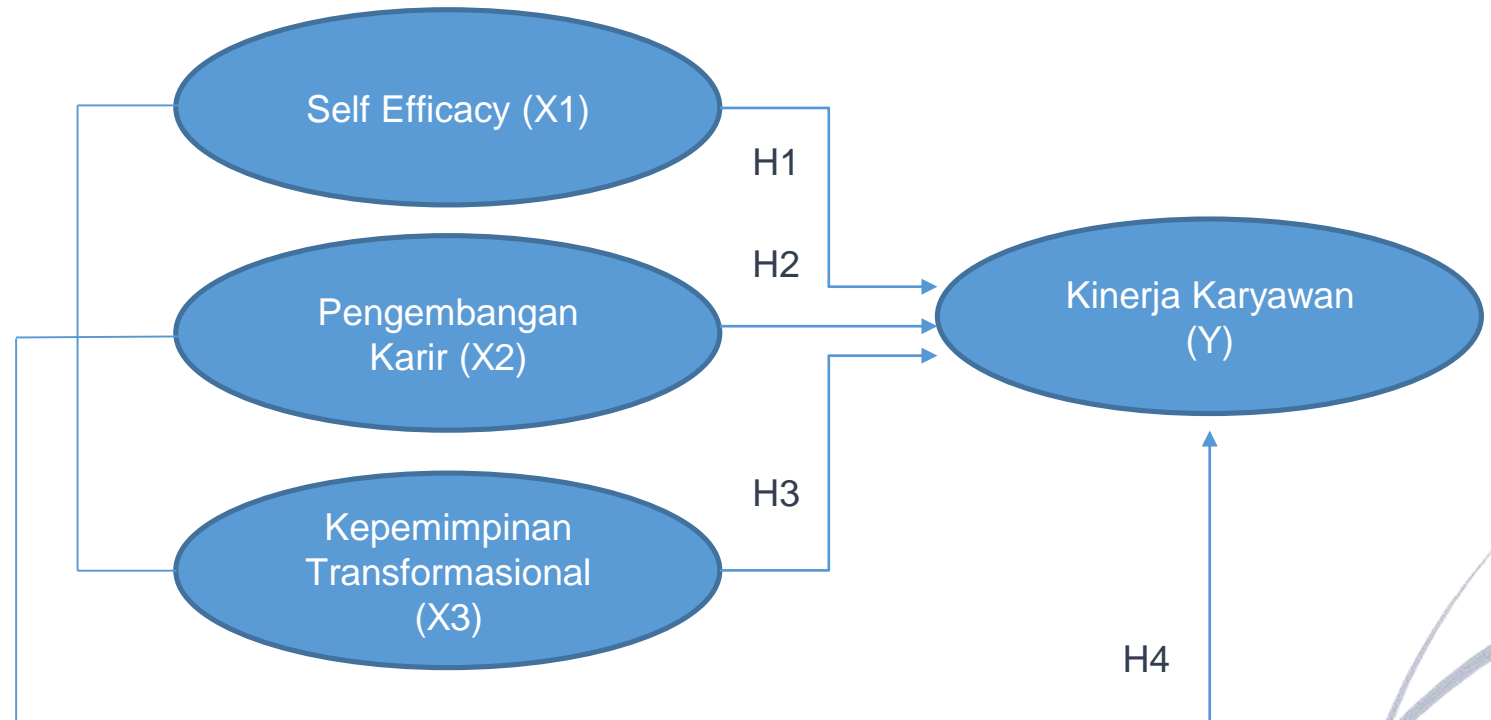 Self Efficacy (X1)
H1
H2
Pengembangan
Karir (X2)
Kinerja Karyawan
(Y)
H3
Kepemimpinan
Transformasional
(X3)
H4